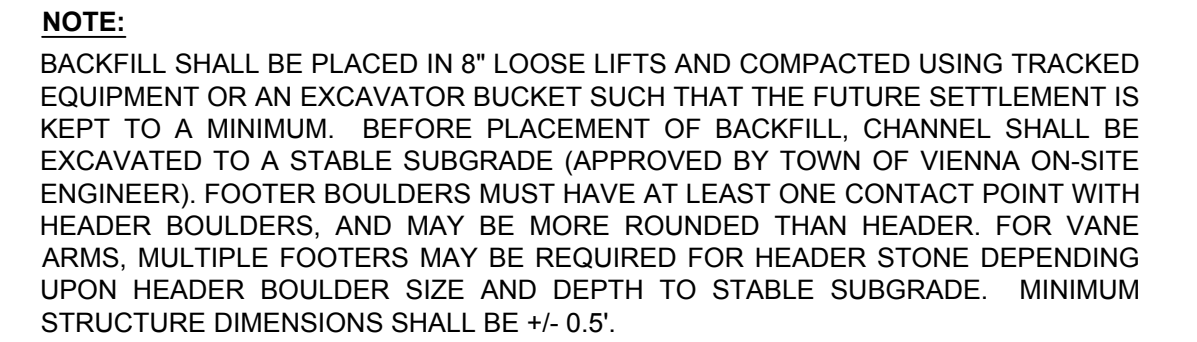 NOTE:
BACKFILL SHALL BE PLACED IN 8" LOOSE LIFTS AND COMPACTED USING TRACKED
EQUIPMENT OR AN EXCAVATOR BUCKET SUCH THAT THE FUTURE SETTLEMENT IS
KEPT TO A MINIMUM. BEFORE PLACEMENT OF BACKFILL, CHANNEL SHALL BE
EXCAVATED TO A STABLE SUBGRADE (APPROVED BY TOWN OF VIENNA ON-SITE
ENGINEER). FOOTER BOULDERS MUST HAVE AT LEAST ONE CONTACT POINT WITH
HEADER BOULDERS, AND MAY BE MORE ROUNDED THAN HEADER. FOR VANE
ARMS, MULTIPLE FOOTERS MAY BE REQUIRED FOR HEADER STONE DEPENDING
UPON HEADER BOULDER SIZE AND DEPTH TO STABLE SUBGRADE. MINIMUM
STRUCTURE DIMENSIONS SHALL BE +/- 0.5'.